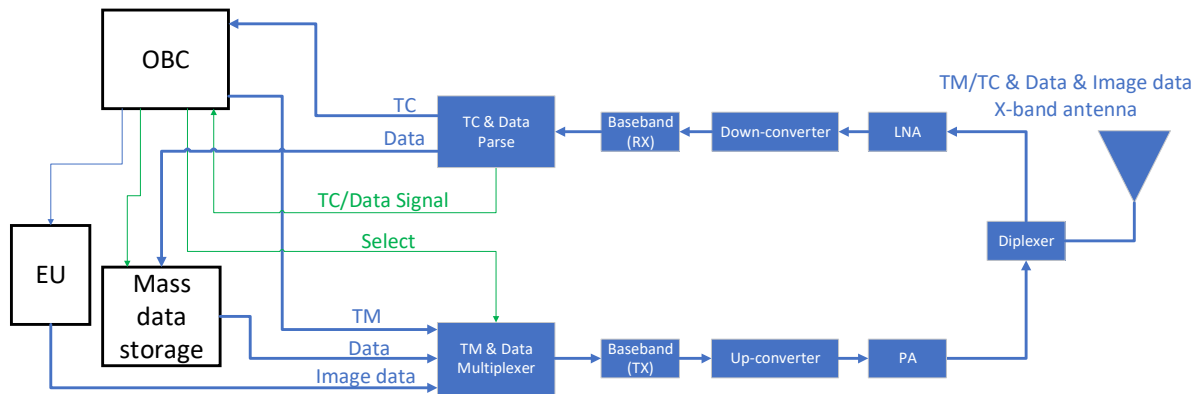 OBC
TM/TC & Data & Image data
X-band antenna
TC
TC & Data
Parse
Baseband
(RX)
Down-converter
LNA
Data
TC/Data Signal
Select
Diplexer
EU
Mass
data
storage
TM
Data
Image data
TM & Data
Multiplexer
Baseband
(TX)
Up-converter
PA